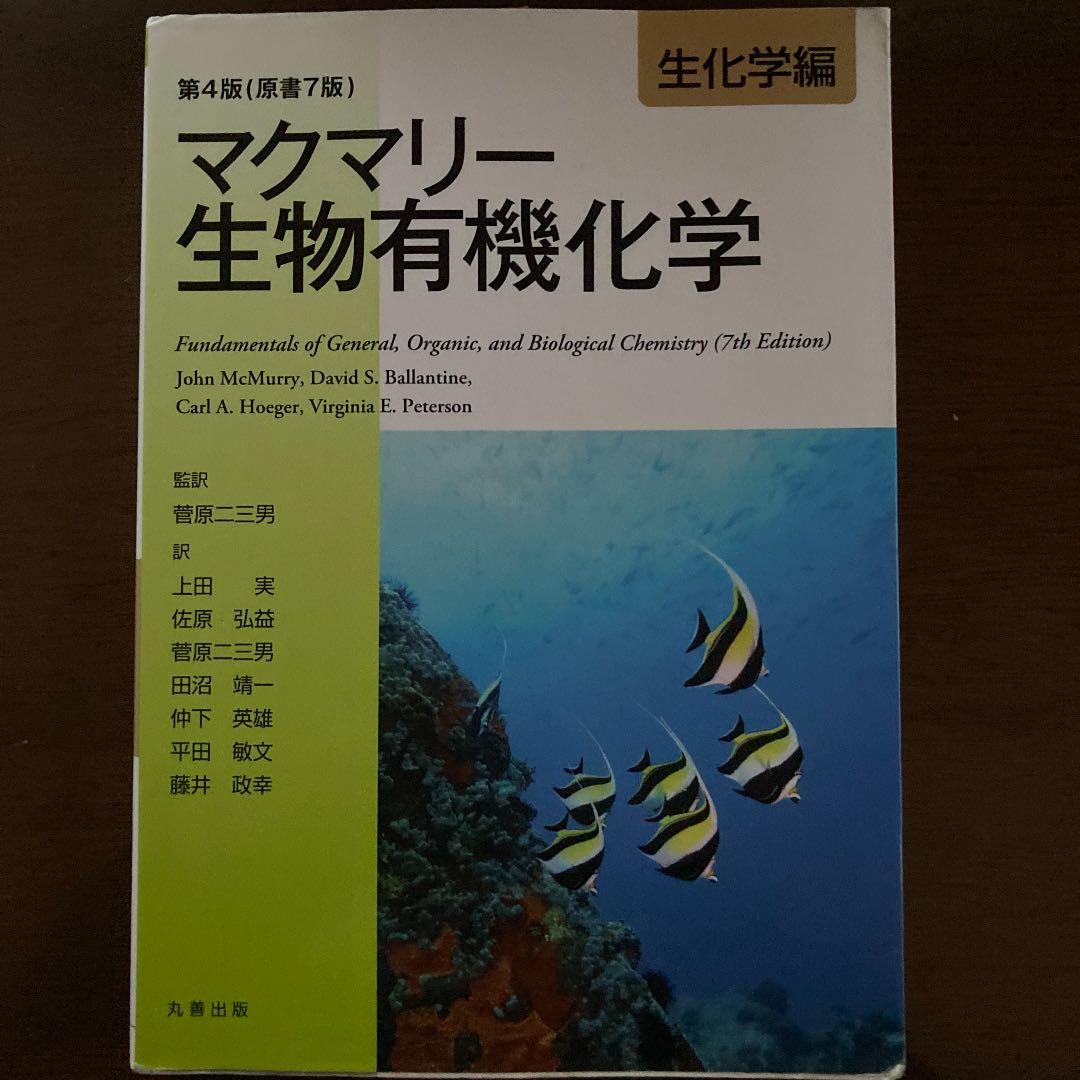 生化学編
第4版(原書7版)
マクマリー
生物有機化学
Fundamentals of General, Organic, and Biological Chemistry (7th Edition)
John McMurry, David S. Ballantine,
Carl A. Hoeger, Virginia E. Peterson
監訳
菅原二三男
訳
上田 実
佐原 弘益
菅原二三男
田沼 靖一
仲下 英雄
平田 敏文
藤井 政幸
丸善出版